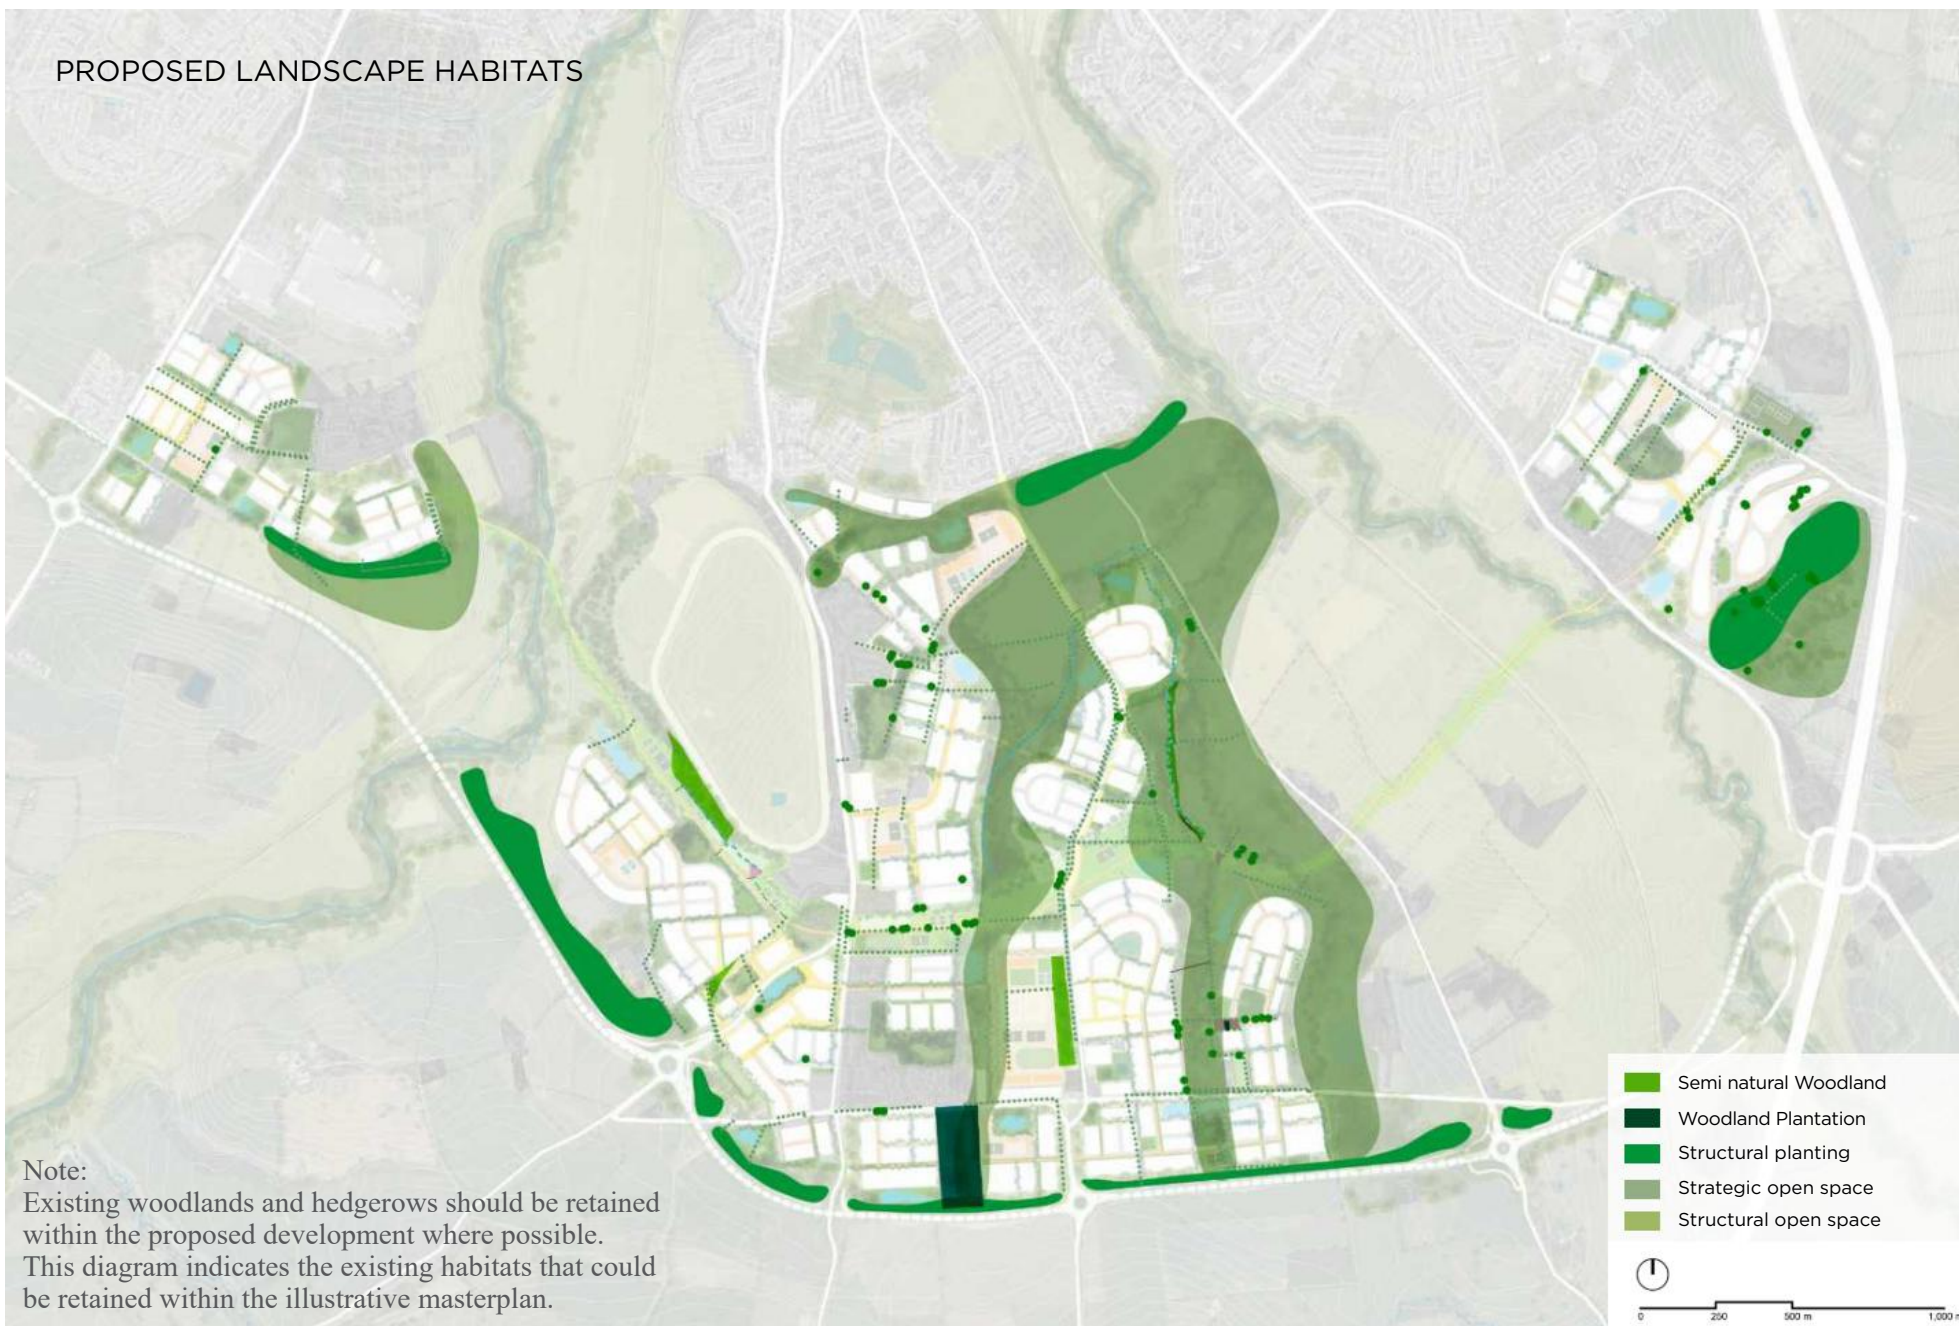 PROPOSED LANDSCAPE HABITATS
Semi natural Woodland
Woodland Plantation
Structural planting
Strategic open space
Structural open space
Note:
Existing woodlands and hedgerows should be retained
within the proposed development where possible.
This diagram indicates the existing habitats that could
be retained within the illustrative masterplan.
0 250 500 m 1,000 m